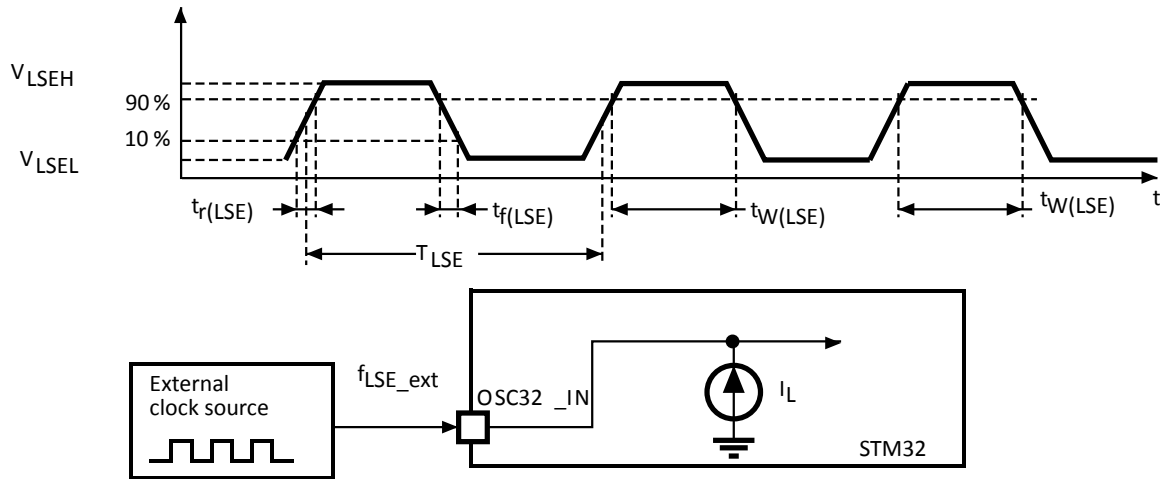 V_LSEH
90 %
10 %
V_LSEL
t_r(LSE)
t_f(LSE)
t_W(LSE)
t_W(LSE)
t
T_LSE
External
clock source
f_LSE_ext
OSC32 _IN
I_L
STM32